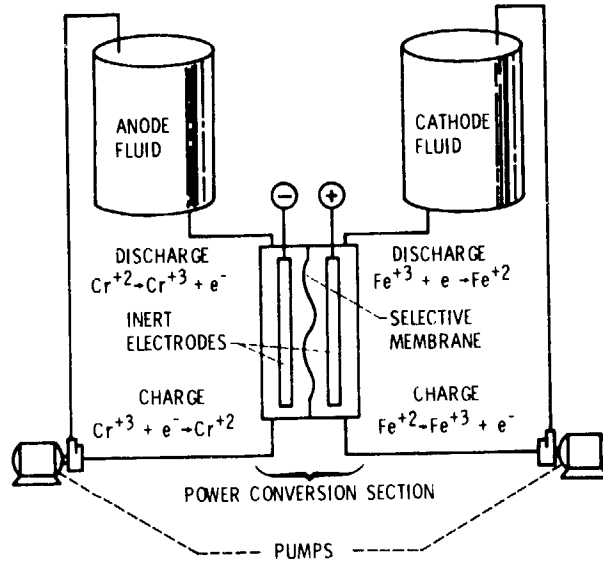 ANODE
FLUID
CATHODE
FLUID
−
+
DISCHARGE
Cr+2→Cr+3 + e-
DISCHARGE
Fe+3 + e →Fe+2
INERT
ELECTRODES
SELECTIVE
MEMBRANE
CHARGE
Cr+3 + e-→Cr+2
CHARGE
Fe+2→Fe+3 + e-
POWER CONVERSION SECTION
PUMPS